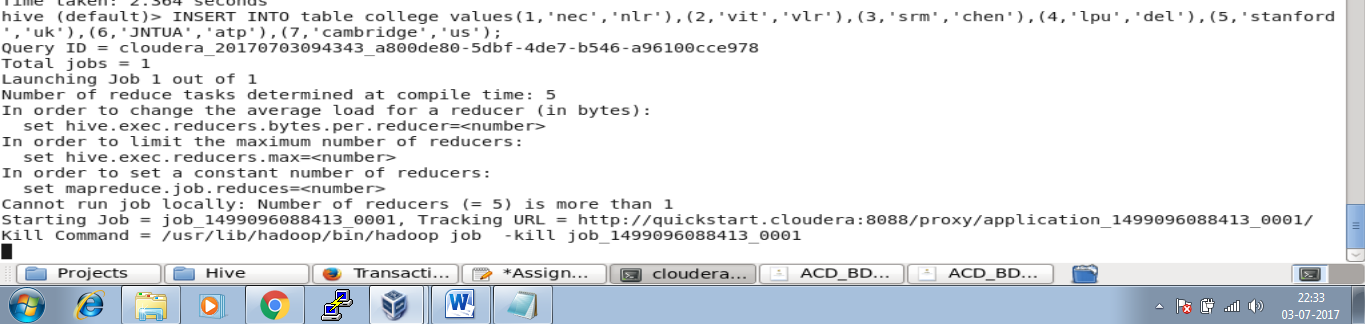 Time taken: 2.364 seconds
hive (default)> INSERT INTO table college values(1,'nec','nlr'),(2,'vit','vlr'),(3,'srm','chen'),(4,'lpu','del'),(5,'stanford
','uk'),(6,'JNTUA','atp'),(7,'cambridge','us');
Query ID = cloudera_20170703094343_a800de80-5dbf-4de7-b546-a96100cce978
Total jobs = 1
Launching Job 1 out of 1
Number of reduce tasks determined at compile time: 5
In order to change the average load for a reducer (in bytes):
  set hive.exec.reducers.bytes.per.reducer=<number>
In order to limit the maximum number of reducers:
  set hive.exec.reducers.max=<number>
In order to set a constant number of reducers:
  set mapreduce.job.reduces=<number>
Cannot run job locally: Number of reducers (= 5) is more than 1
Starting Job = job_1499096088413_0001, Tracking URL = http://quickstart.cloudera:8088/proxy/application_1499096088413_0001/
Kill Command = /usr/lib/hadoop/bin/hadoop job  -kill job_1499096088413_0001
Projects Hive Transacti... *Assign... cloudera... ACD_BD... ACD_BD...
22:33
03-07-2017